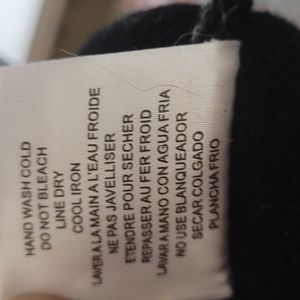 HAND WASH COLD
DO NOT BLEACH
LINE DRY
COOL IRON
LAVER A LA MAIN A L'EAU FROIDE
NE PAS JAVELLISER
ETENDRE POUR SECHER
REPASSER AU FER FROID
LAVAR A MANO CON AGUA FRIA
NO USE BLANQUEADOR
SECAR COLGADO
PLANCHA FRIO